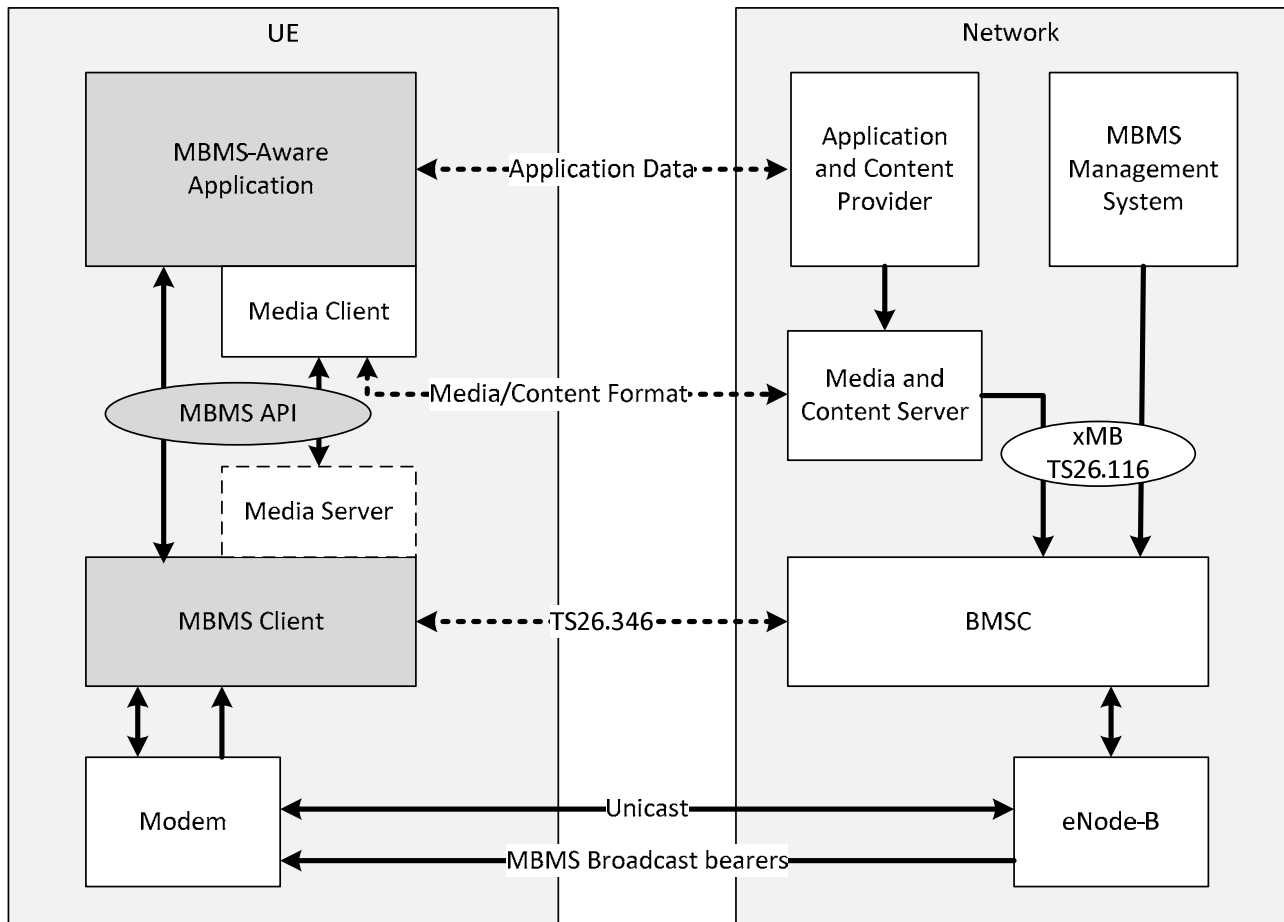 UE
Network
MBMS-Aware
Application
Application Data
Application
and Content
Provider
MBMS
Management
System
Media Client
Media/Content Format
Media and
Content Server
MBMS API
xMB
TS26.116
Media Server
MBMS Client
TS26.346
BMSC
Modem
Unicast
eNode-B
MBMS Broadcast bearers